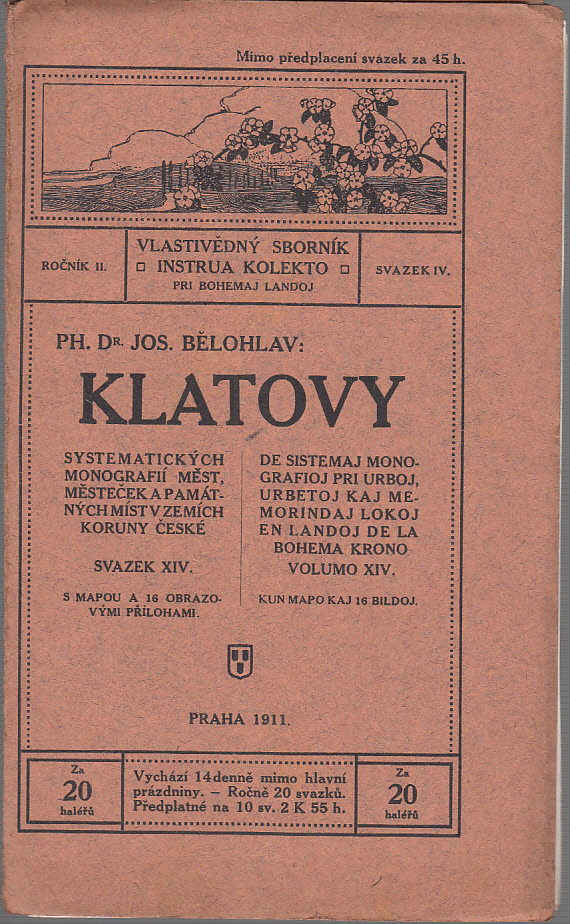 Mimo předplacení svazek za 45 h.
ROČNÍK II.
VLASTIVĚDNÝ SBORNÍK
INSTRUA KOLEKTO
PRI BOHEMAJ LANDOJ
SVAZEK IV.
PH. DR. JOS. BĚLOHLAV:
KLATOVY
SYSTEMATICKÝCH
MONOGRAFIÍ MĚST,
MĚSTEČEK A PAMÁT-
NÝCH MÍST V ZEMÍCH
KORUNY ČESKÉ
SVAZEK XIV.
S MAPOU A 16 OBRAZO-
VÝMI PŘÍLOHAMI.
DE SISTEMAJ MONO-
GRAFIOJ PRI URBOJ,
URBETOJ KAJ ME-
MORINDAJ LOKOJ
EN LANDOJ DE LA
BOHEMA KRONO
VOLUMO XIV.
KUN MAPO KAJ 16 BILDOJ.
PRAHA 1911.
Za
20
haléřů
Vychází 14denně mimo hlavní
prázdniny. – Ročně 20 svazků.
Předplatné na 10 sv. 2 K 55 h.
Za
20
haléřů